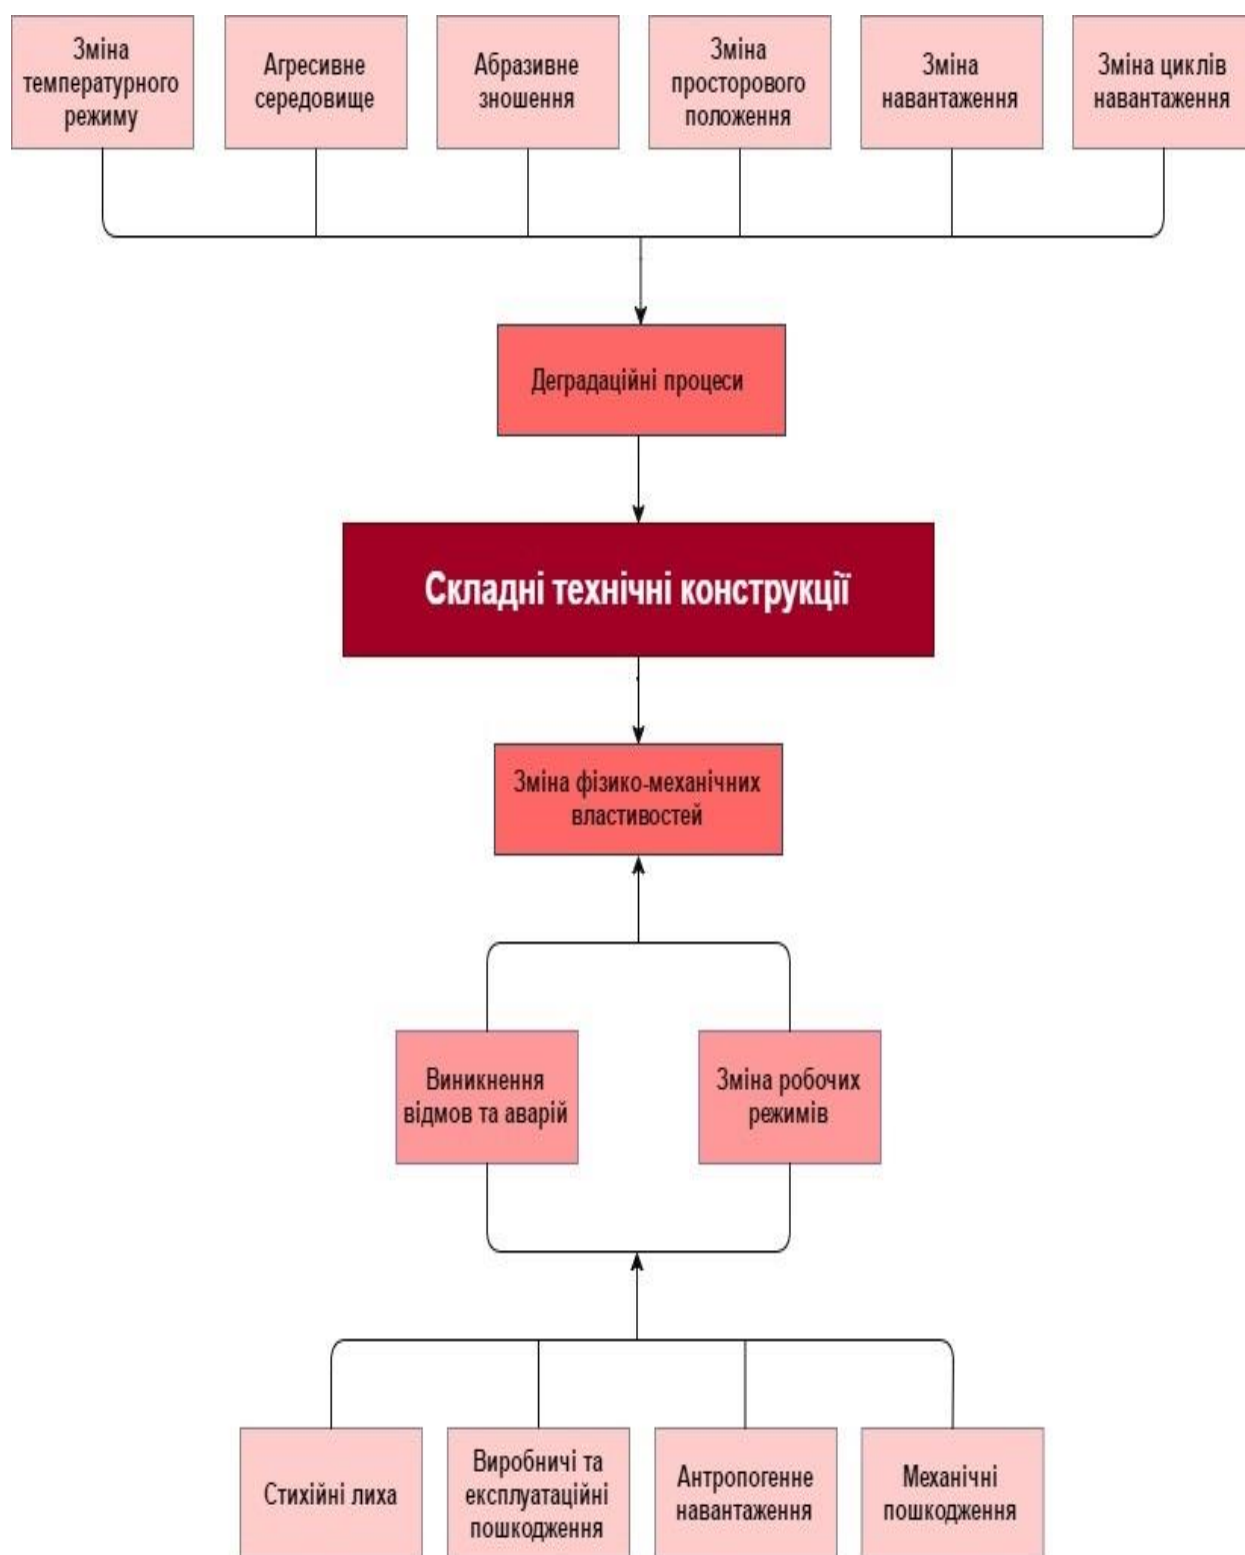 Зміна
температурного
режиму
Агресивне
середовище
Абразивне
зношення
Зміна
просторового
положення
Зміна
навантаження
Зміна циклів
навантаження
Деградаційні процеси
Складні технічні конструкції
Зміна фізико-механічних
властивостей
Виникнення
відмов та аварій
Зміна робочих
режимів
Стихійні лиха
Виробничі та
експлуатаційні
пошкодження
Антропогенне
навантаження
Механічні
пошкодження